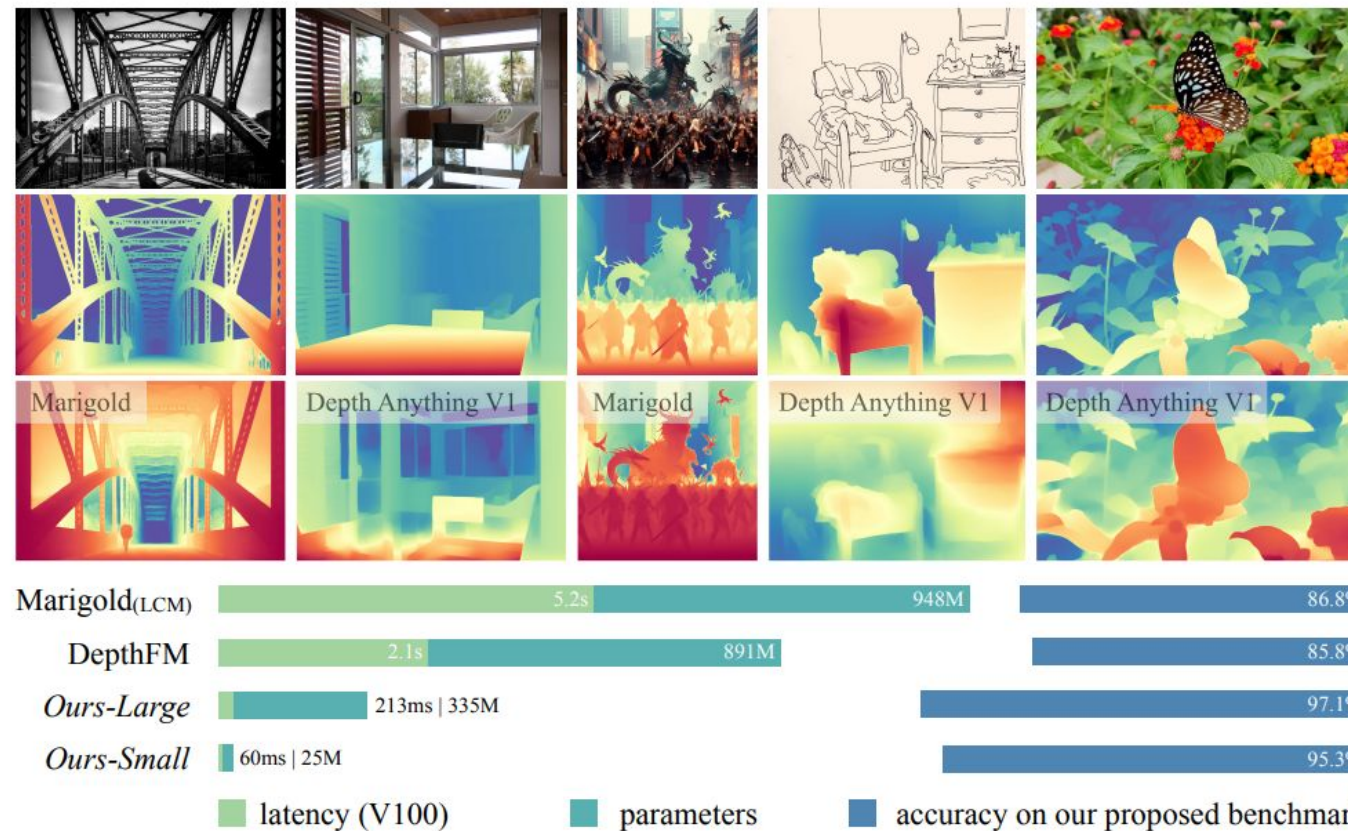 Marigold
Depth Anything V1
Marigold
Depth Anything V1
Depth Anything V1
Marigold(LCM) 5.2s 948M 86.8%
DepthFM 2.1s 891M 85.8%
Ours-Large 213ms | 335M 97.1%
Ours-Small 60ms | 25M 95.3%
latency (V100) parameters accuracy on our proposed